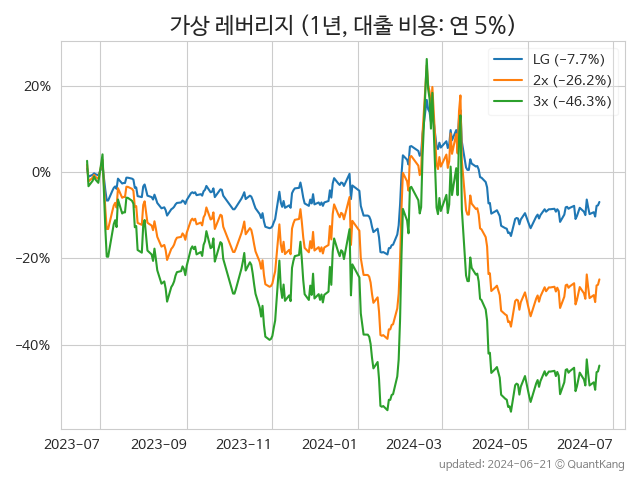 가상 레버리지 (1년, 대출 비용: 연 5%)
LG (−7.7%)
2x (−26.2%)
3x (−46.3%)
20%
0%
−20%
−40%
2023-07 2023-09 2023-11 2024-01 2024-03 2024-05 2024-07
updated: 2024-06-21 © QuantKang